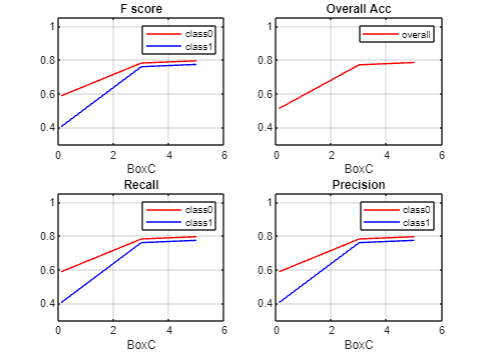 F score
1
0.8
0.6
0.4
0 2 4 6
BoxC
class0
class1
Overall Acc
1
0.8
0.6
0.4
0 2 4 6
BoxC
overall
Recall
1
0.8
0.6
0.4
0 2 4 6
BoxC
class0
class1
Precision
1
0.8
0.6
0.4
0 2 4 6
BoxC
class0
class1